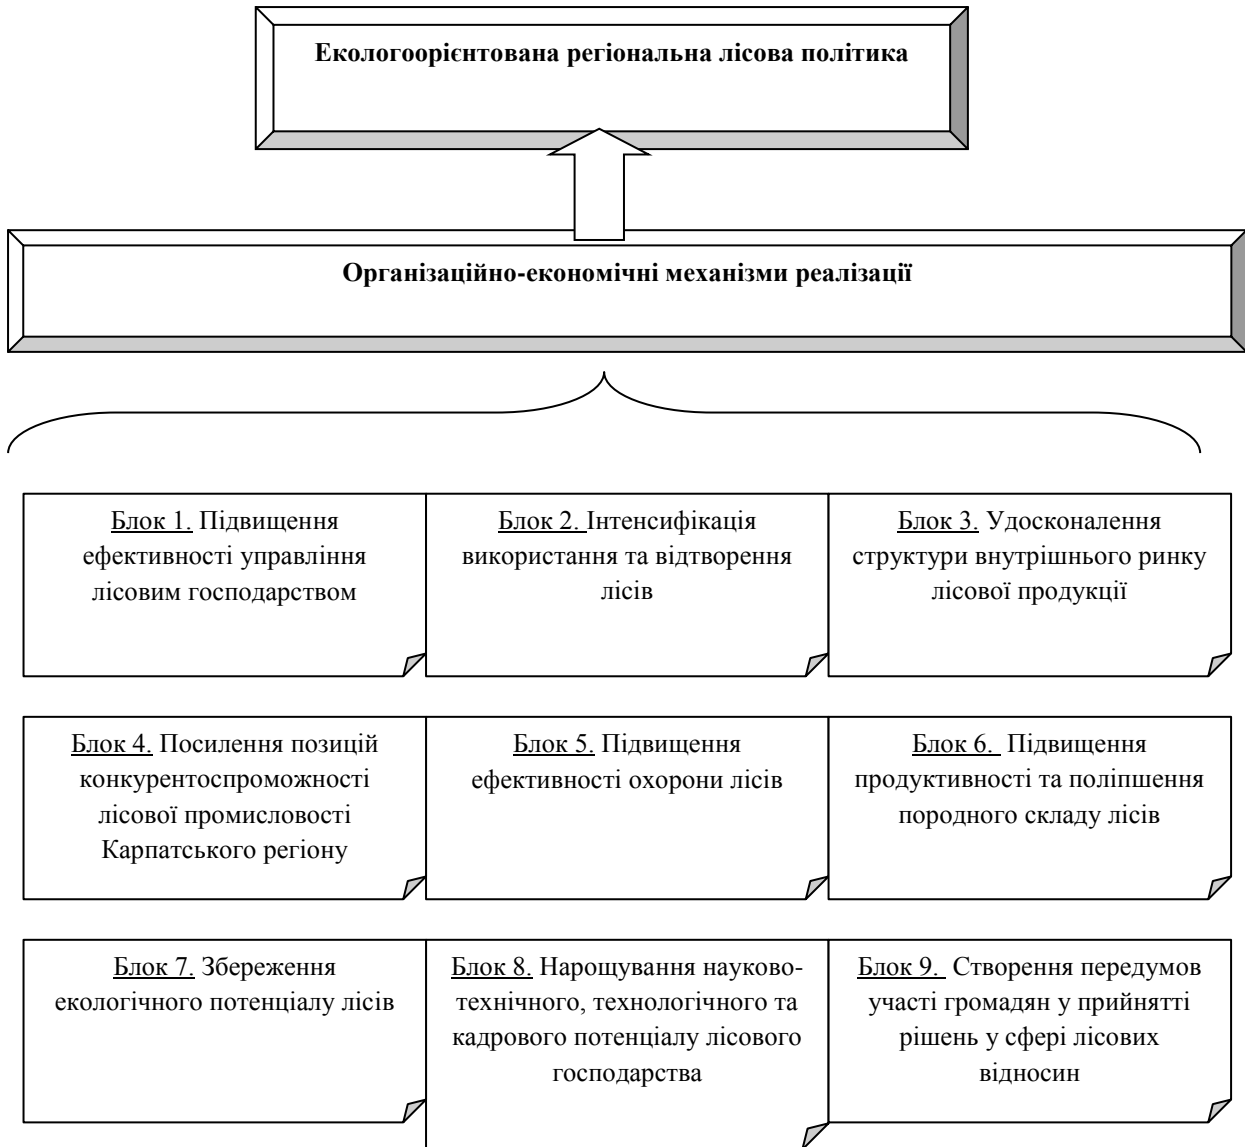 Екологоорієнтована регіональна лісова політика
Організаційно-економічні механізми реалізації
Блок 1. Підвищення
ефективності управління
лісовим господарством
Блок 2. Інтенсифікація
використання та відтворення
лісів
Блок 3. Удосконалення
структури внутрішнього ринку
лісової продукції
Блок 4. Посилення позицій
конкурентоспроможності
лісової промисловості
Карпатського регіону
Блок 5. Підвищення
ефективності охорони лісів
Блок 6. Підвищення
продуктивності та поліпшення
породного складу лісів
Блок 7. Збереження
екологічного потенціалу лісів
Блок 8. Нарощування науково-
технічного, технологічного та
кадрового потенціалу лісового
господарства
Блок 9. Створення передумов
участі громадян у прийнятті
рішень у сфері лісових
відносин